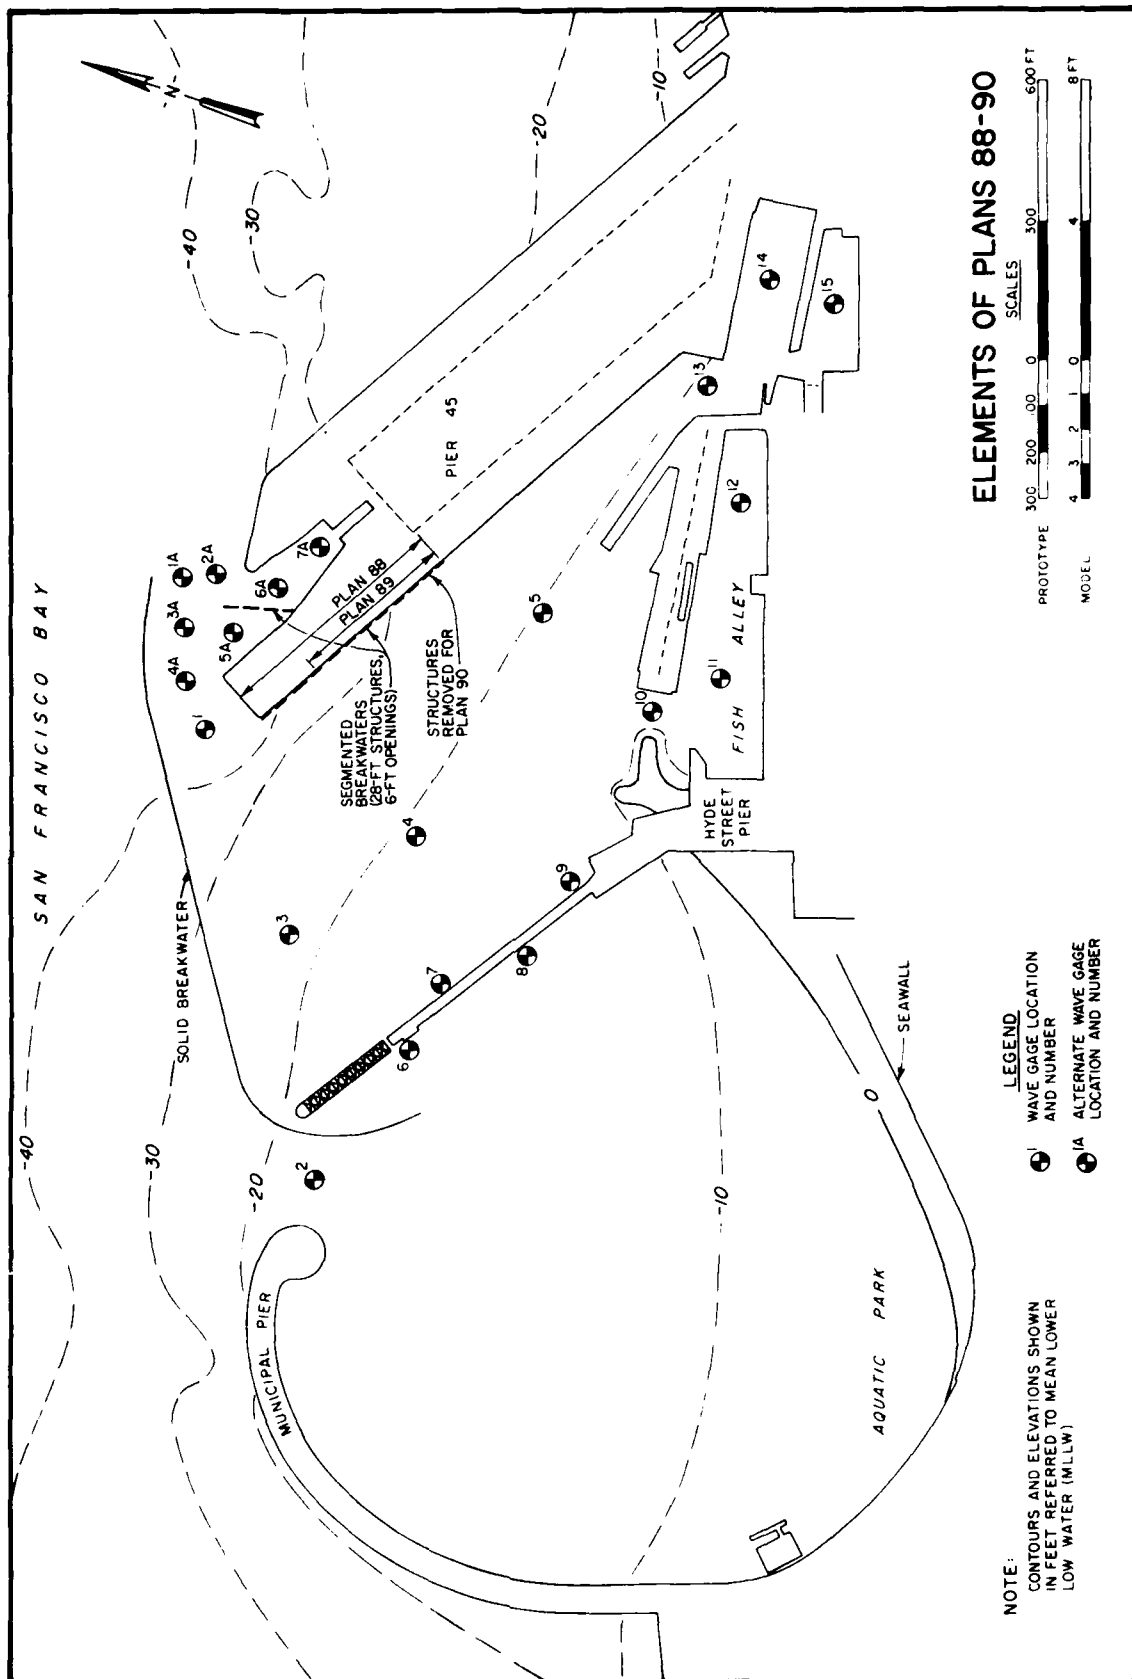 SAN FRANCISCO BAY
N
-40
-30
-20
-10
-40
-30
-20
-10
0
SOLID BREAKWATER
MUNICIPAL PIER
PIER 45
PLAN 88
PLAN 89
SEGMENTED
BREAKWATERS
(28-FT STRUCTURES,
6-FT OPENINGS)
STRUCTURES
REMOVED FOR
PLAN 90
HYDE
STREET
PIER
FISH ALLEY
AQUATIC PARK
SEAWALL
1
2
3
4
5
6
7
8
9
10
11
12
13
14
15
1A
2A
3A
4A
5A
6A
7A
NOTE:
CONTOURS AND ELEVATIONS SHOWN
IN FEET REFERRED TO MEAN LOWER
LOW WATER (MLLW)
LEGEND
1 WAVE GAGE LOCATION
AND NUMBER
1A ALTERNATE WAVE GAGE
LOCATION AND NUMBER
ELEMENTS OF PLANS 88-90
SCALES
PROTOTYPE 300 200 100 0 300 600 FT
MODEL 4 3 2 1 0 4 8 FT